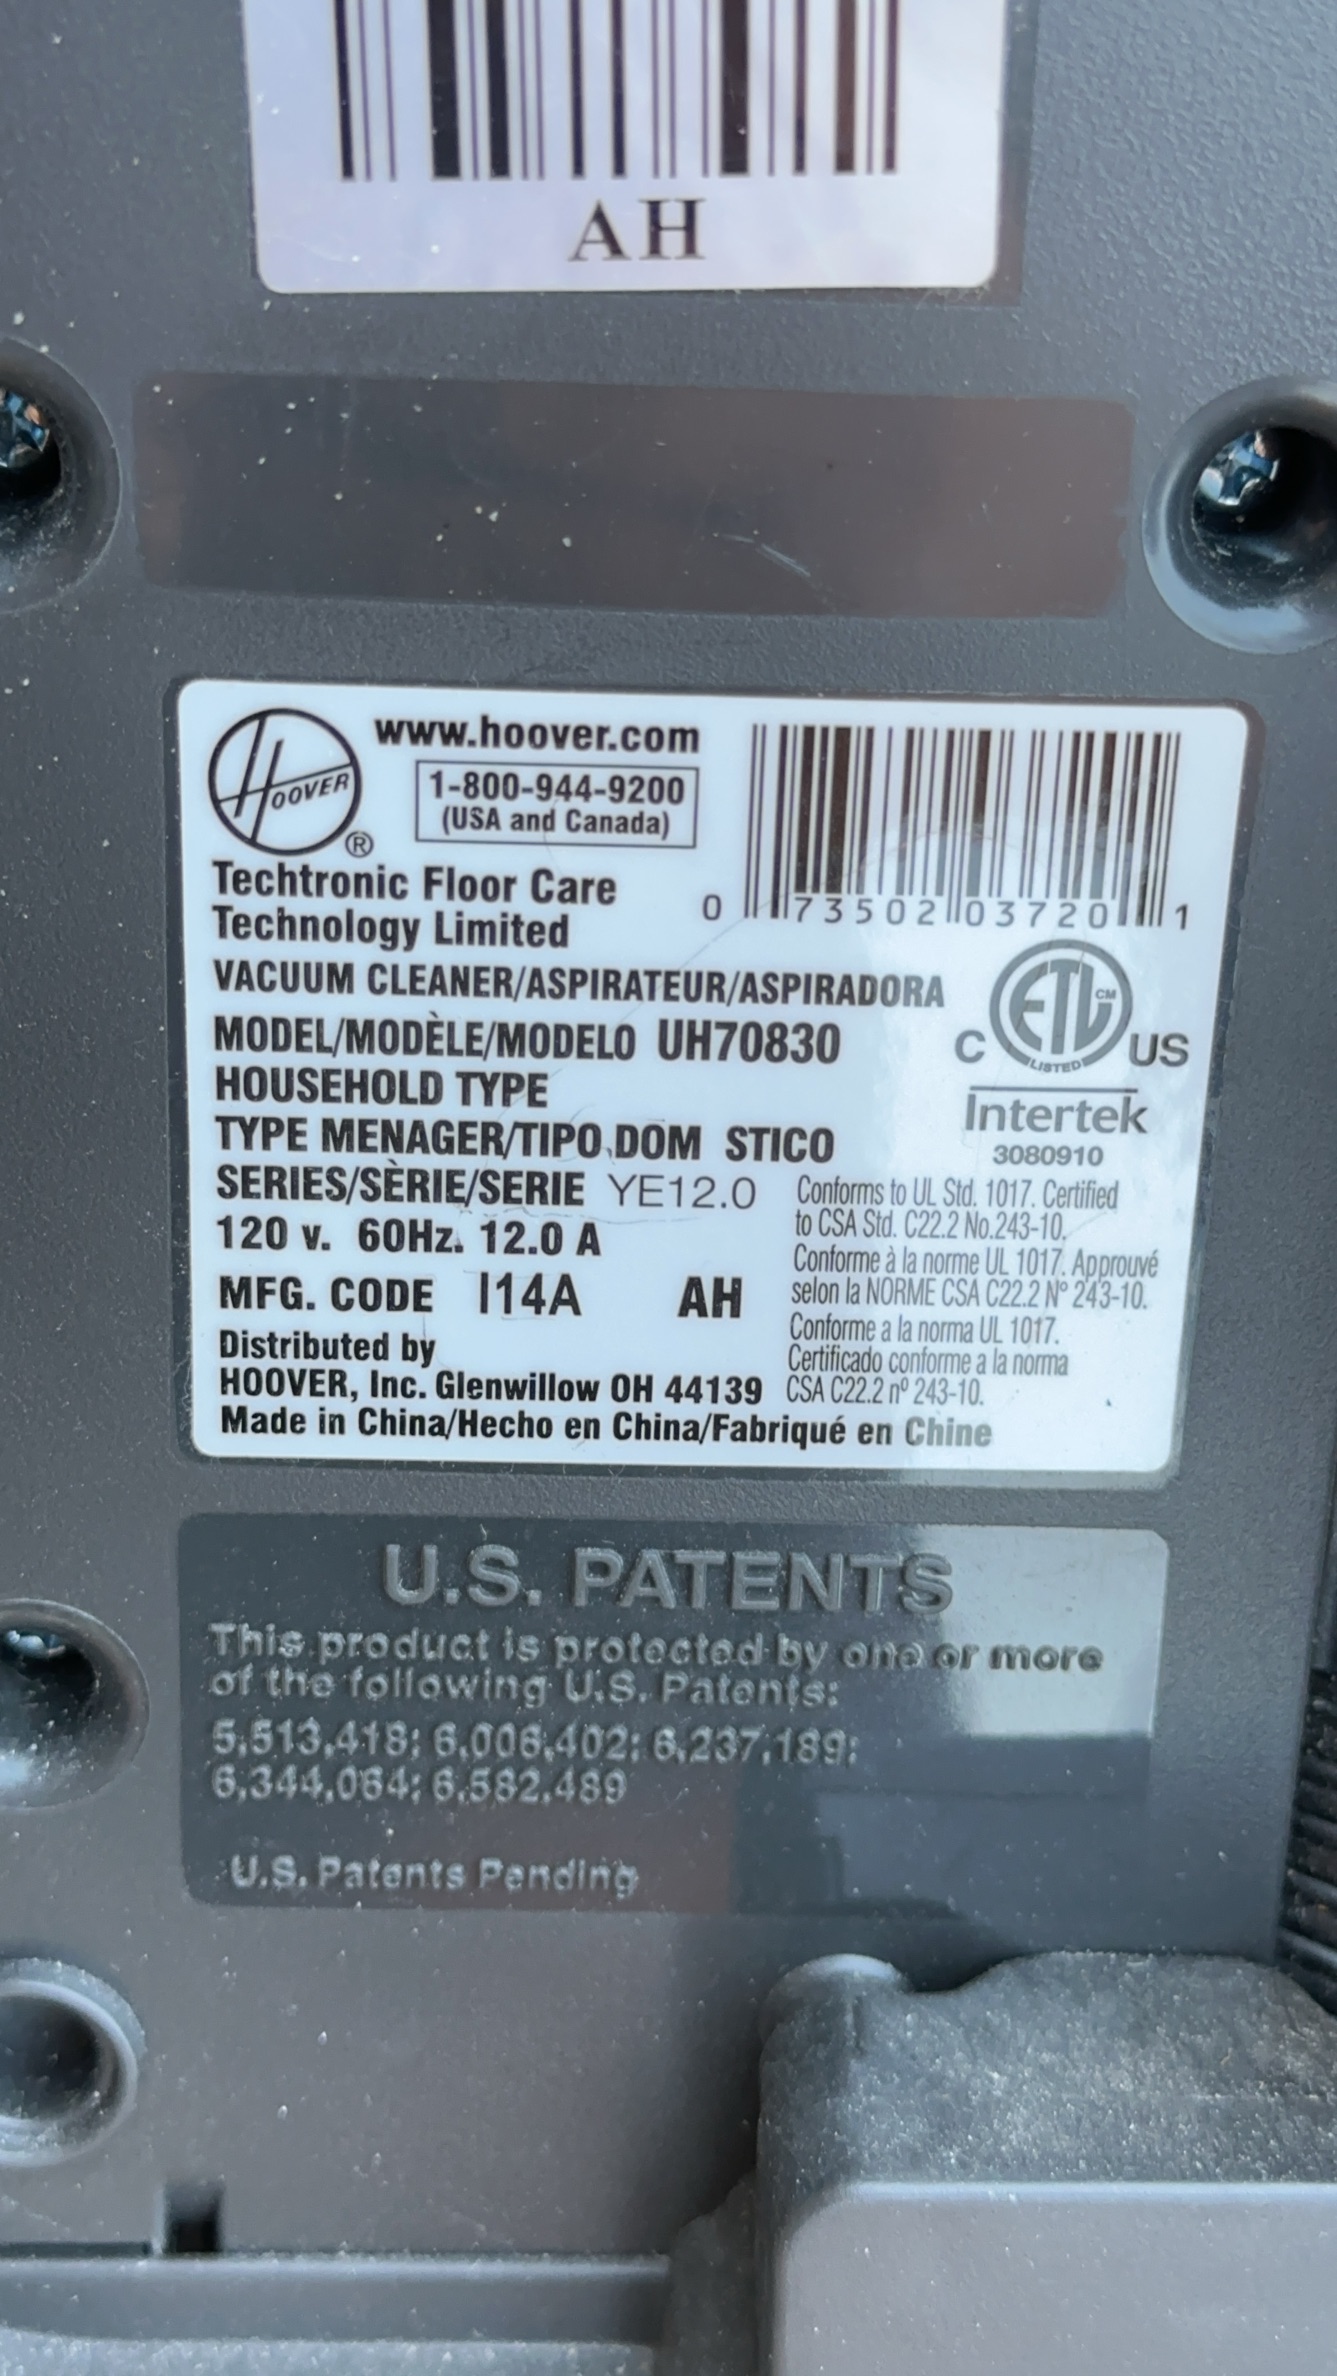 AH
HOOVER
®
www.hoover.com
1-800-944-9200
(USA and Canada)
0 73502 03720 1
Techtronic Floor Care
Technology Limited
VACUUM CLEANER/ASPIRATEUR/ASPIRADORA
MODEL/MODÈLE/MODELO UH70830
HOUSEHOLD TYPE
TYPE MENAGER/TIPO DOM STICO
SERIES/SÈRIE/SERIE YE12.0
120 v. 60Hz. 12.0 A
MFG. CODE I14A AH
Distributed by
HOOVER, Inc. Glenwillow OH 44139
Made in China/Hecho en China/Fabriqué en Chine
ETL CM
LISTED
C US
Intertek
3080910
Conforms to UL Std. 1017. Certified
to CSA Std. C22.2 No.243-10.
Conforme à la norme UL 1017. Approuvé
selon la NORME CSA C22.2 N° 243-10.
Conforme a la norma UL 1017.
Certificado conforme a la norma
CSA C22.2 nº 243-10.
U.S. PATENTS
This product is protected by one or more
of the following U.S. Patents:
5,513,418; 6,006,402; 6,237,189;
6,344,064; 6,582,489
U.S. Patents Pending